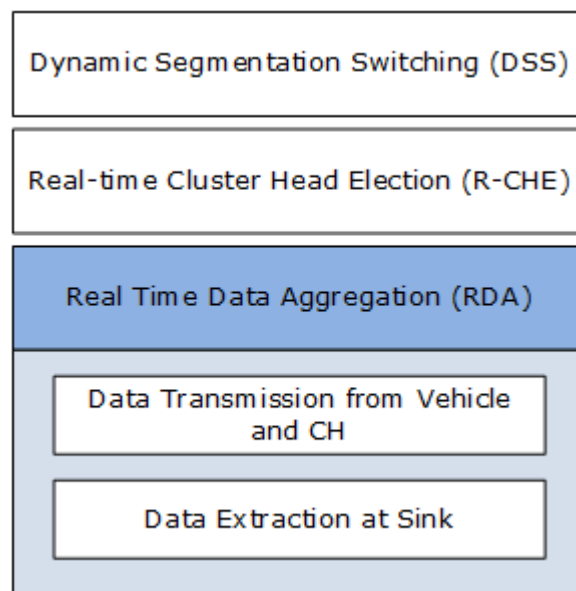 Dynamic Segmentation Switching (DSS)
Real-time Cluster Head Election (R-CHE)
Real Time Data Aggregation (RDA)
Data Transmission from Vehicle
and CH
Data Extraction at Sink